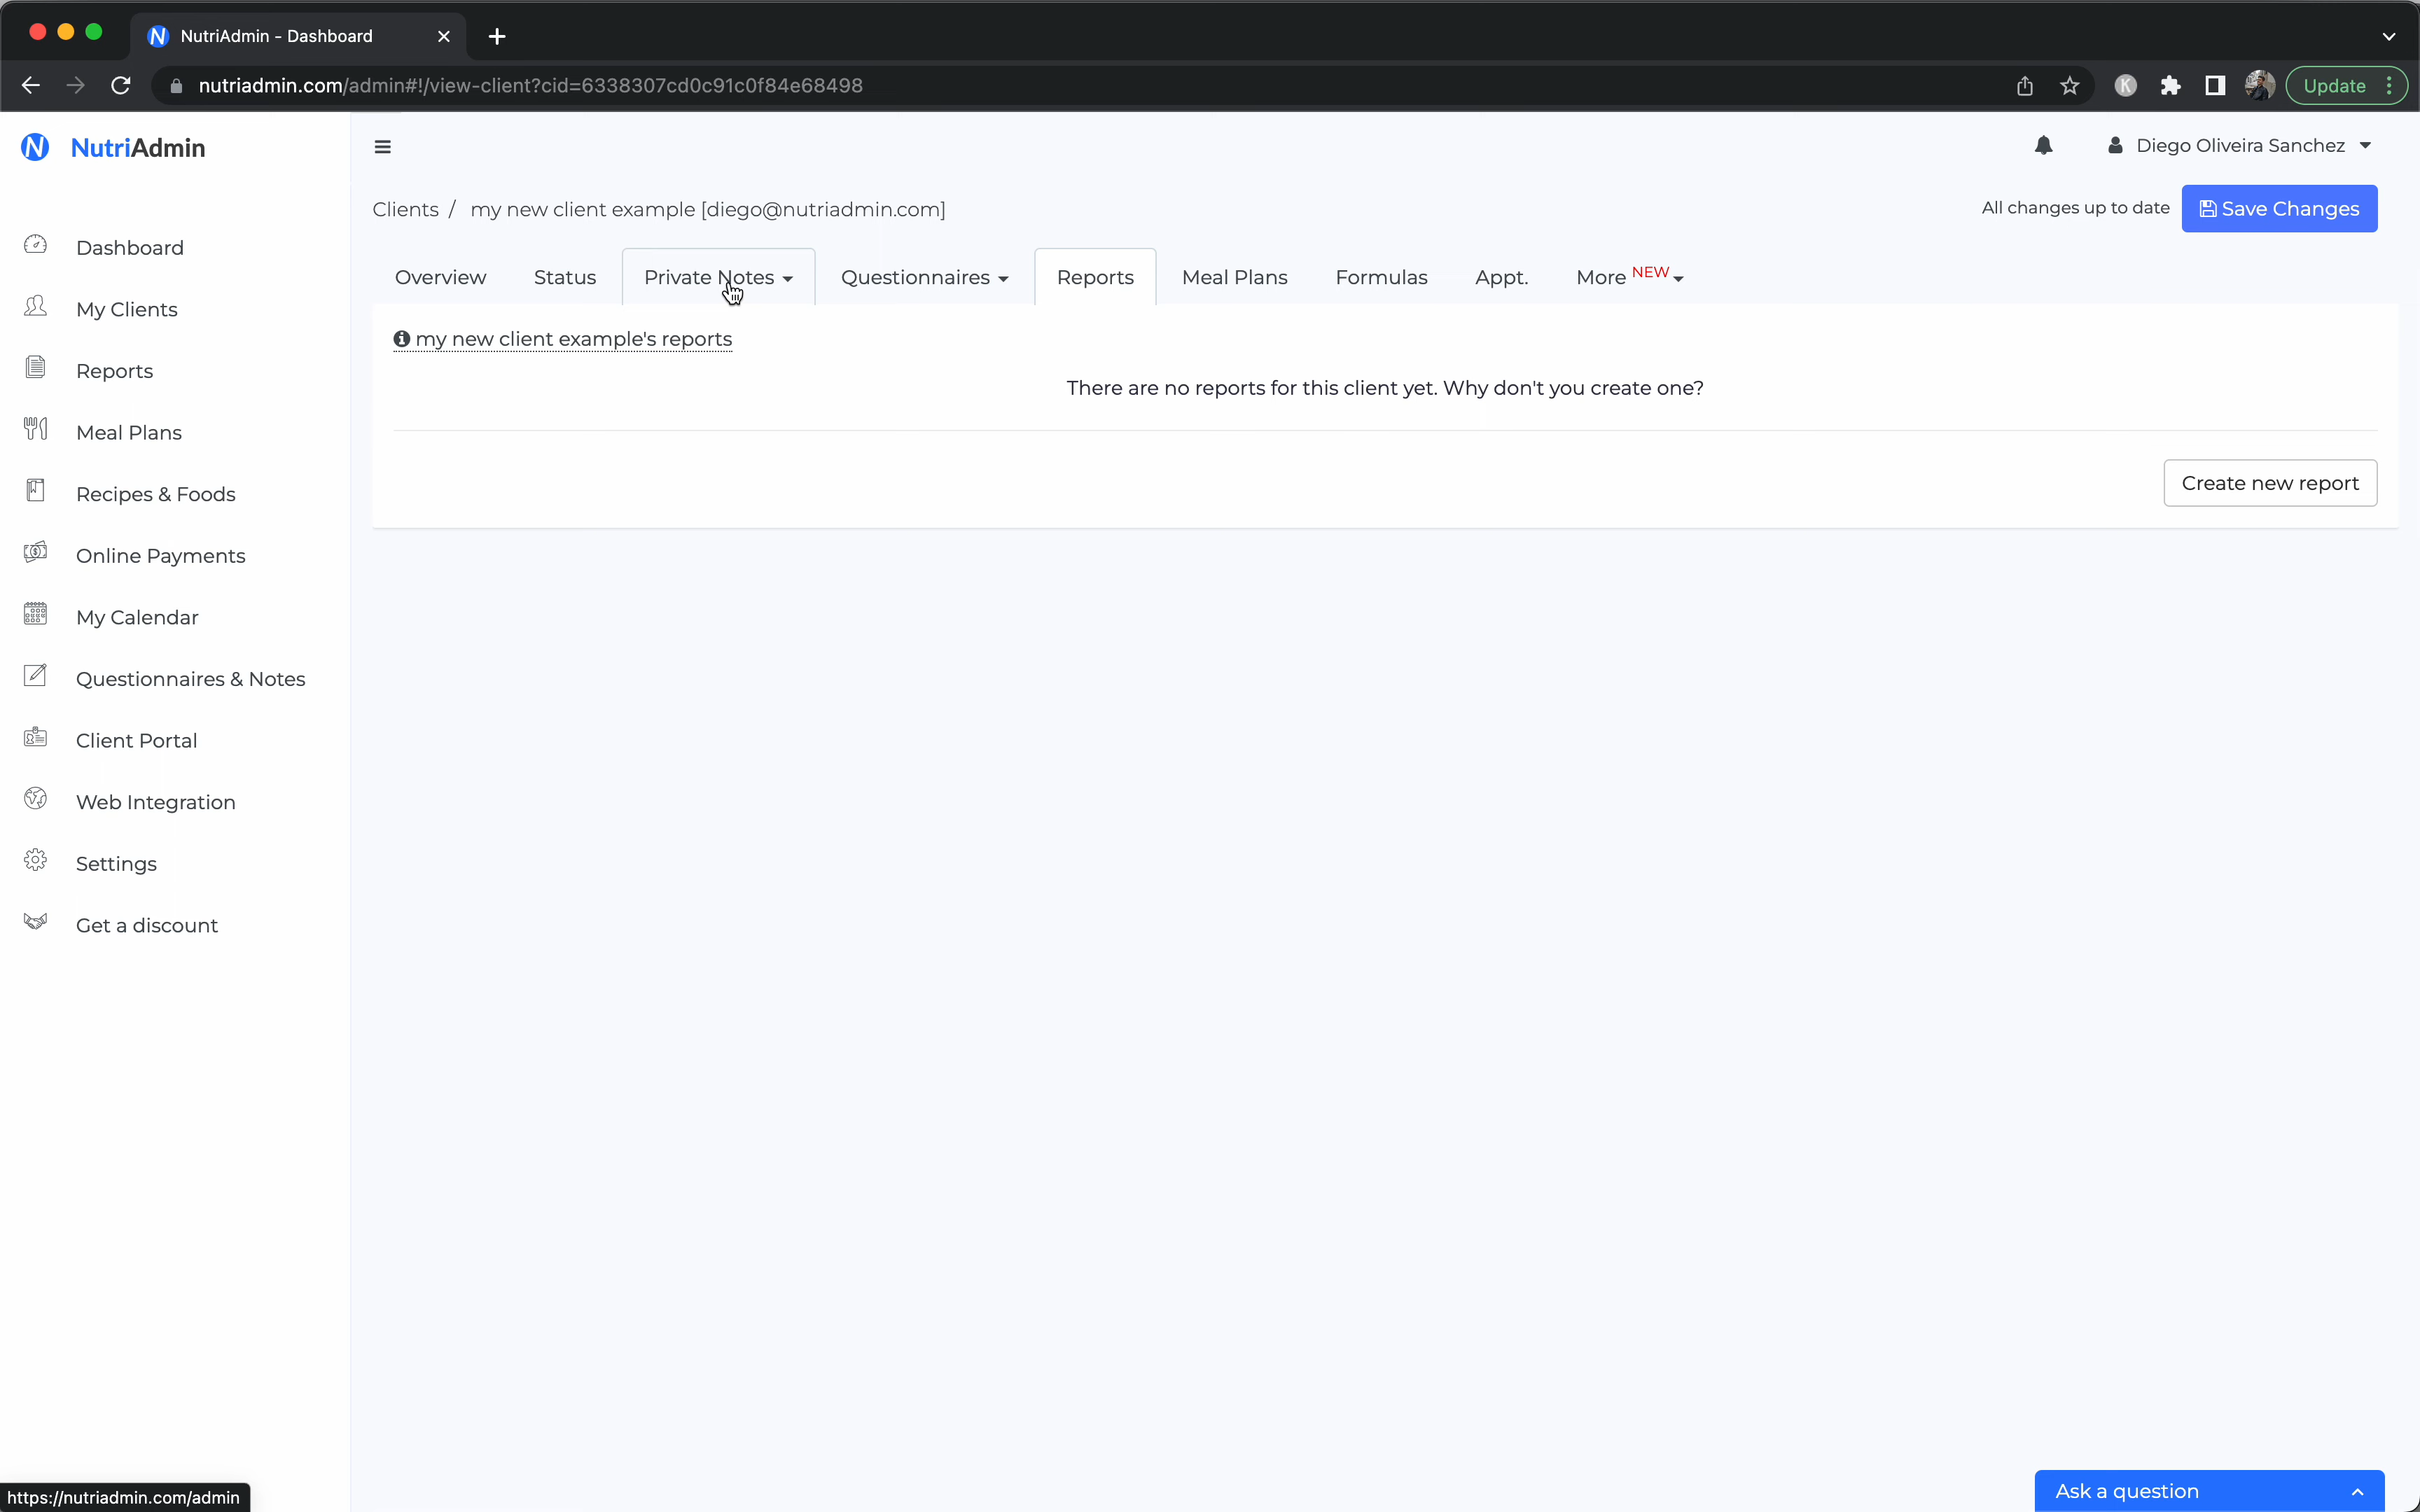 NutriAdmin - Dashboard
nutriadmin.com/admin#!/view-client?cid=6338307cd0c91c0f84e68498
K
Update
N NutriAdmin
Diego Oliveira Sanchez
Clients / my new client example [diego@nutriadmin.com]
All changes up to date
Save Changes
Dashboard
My Clients
Reports
Meal Plans
Recipes & Foods
Online Payments
My Calendar
Questionnaires & Notes
Client Portal
Web Integration
Settings
Get a discount
Overview Status Private Notes Questionnaires Reports Meal Plans Formulas Appt. More NEW
my new client example's reports
There are no reports for this client yet. Why don't you create one?
Create new report
https://nutriadmin.com/admin
Ask a question